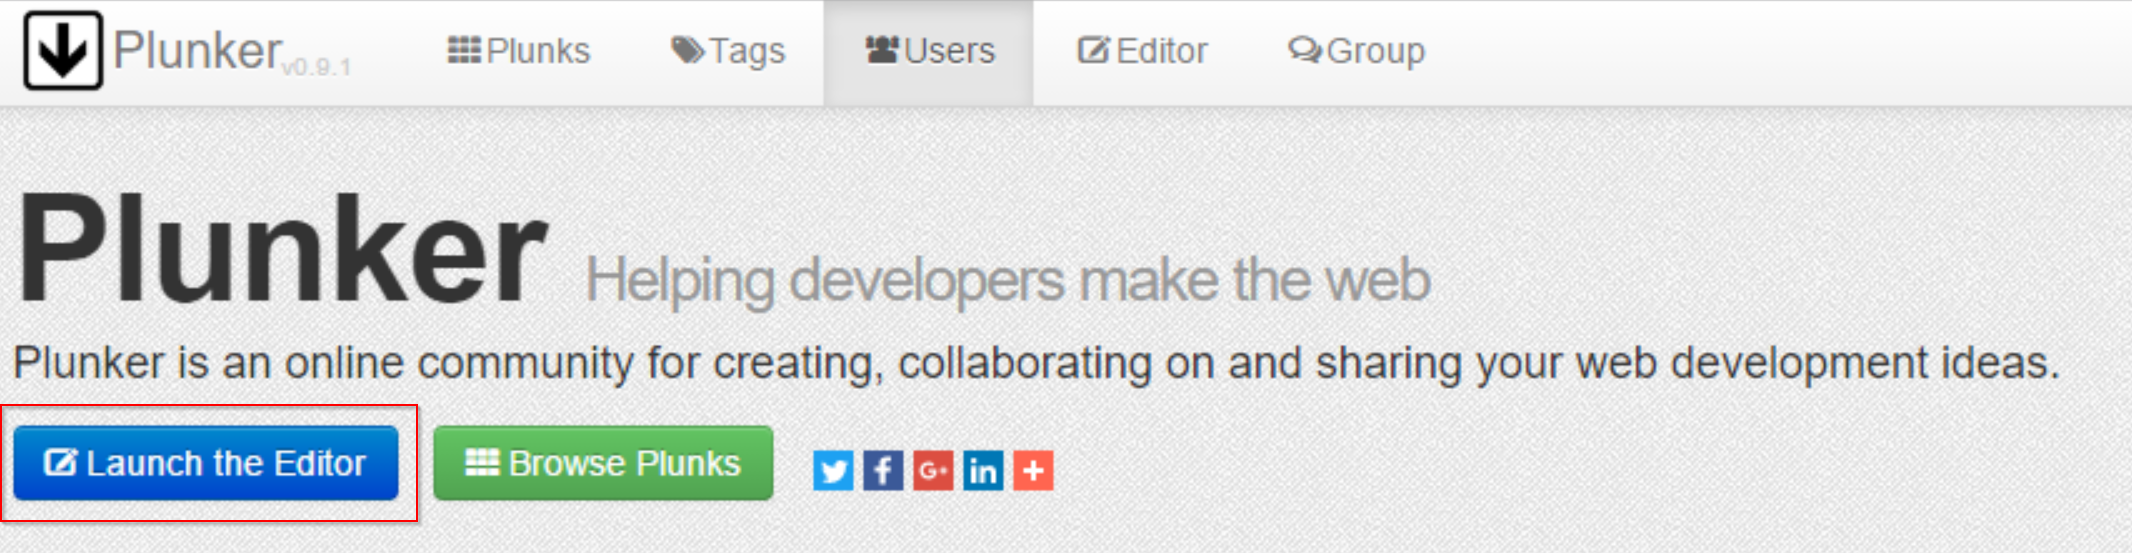 Plunker v0.9.1 Plunks Tags Users Editor Group
Plunker Helping developers make the web
Plunker is an online community for creating, collaborating on and sharing your web development ideas.
Launch the Editor Browse Plunks f G+ in +